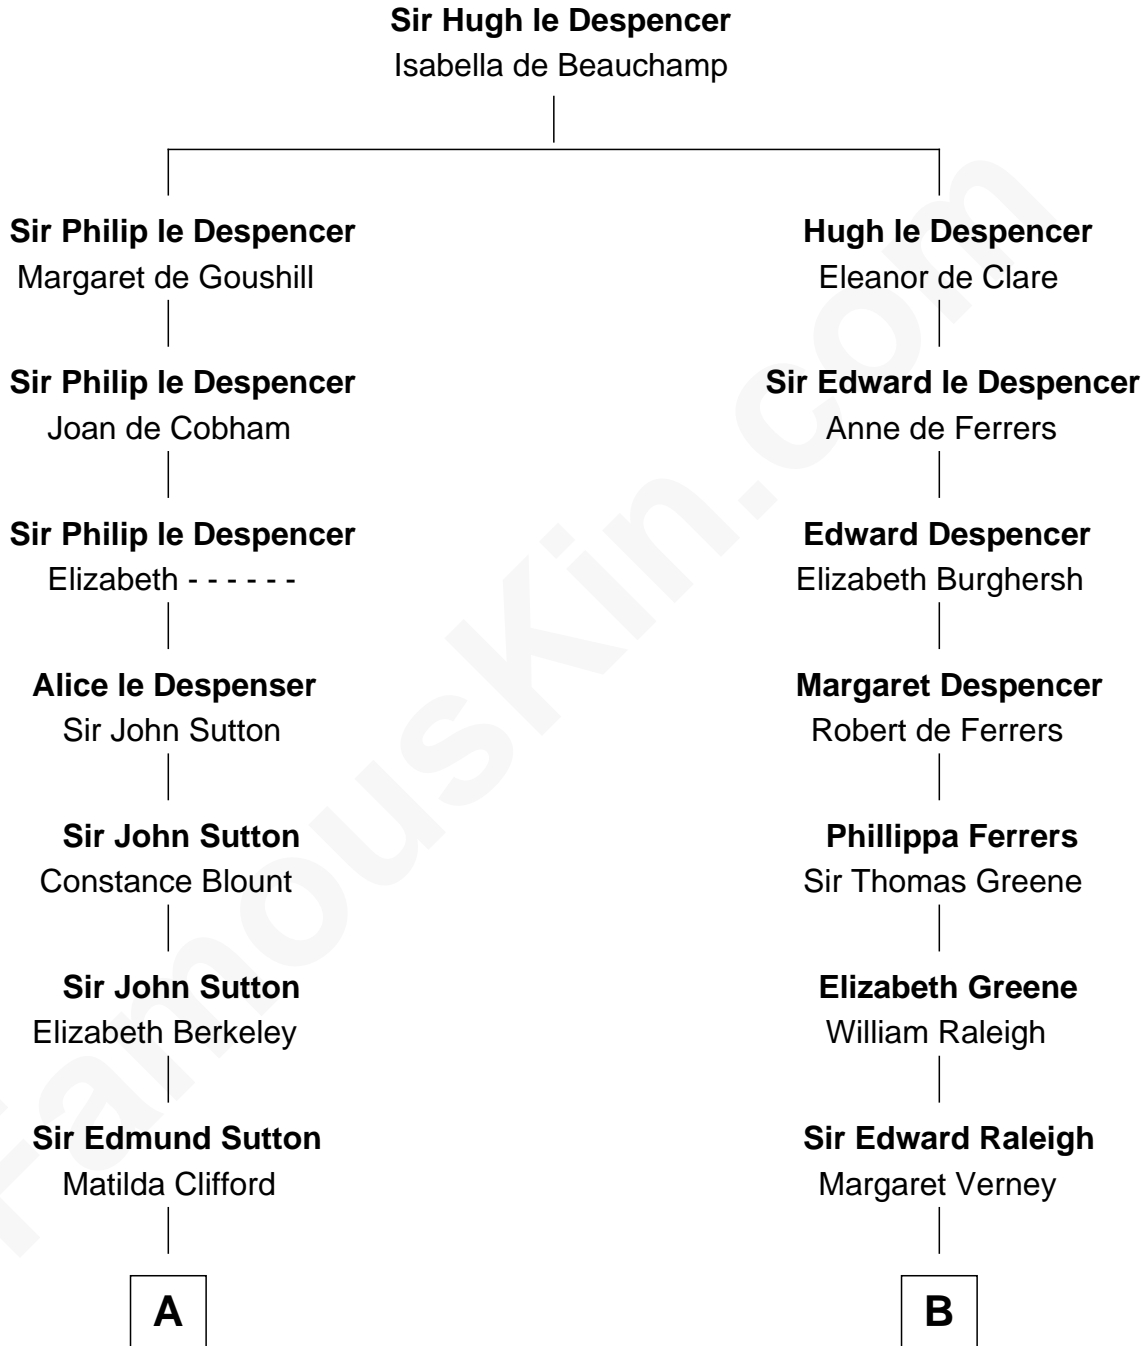 Sir Hugh le Despencer
Isabella de Beauchamp
Sir Philip le Despencer
Margaret de Goushill
Sir Philip le Despencer
Joan de Cobham
Sir Philip le Despencer
Elizabeth - - - - - -
Alice le Despenser
Sir John Sutton
Sir John Sutton
Constance Blount
Sir John Sutton
Elizabeth Berkeley
Sir Edmund Sutton
Matilda Clifford
A
Hugh le Despencer
Eleanor de Clare
Sir Edward le Despencer
Anne de Ferrers
Edward Despencer
Elizabeth Burghersh
Margaret Despencer
Robert de Ferrers
Phillippa Ferrers
Sir Thomas Greene
Elizabeth Greene
William Raleigh
Sir Edward Raleigh
Margaret Verney
B
FamousKin.com